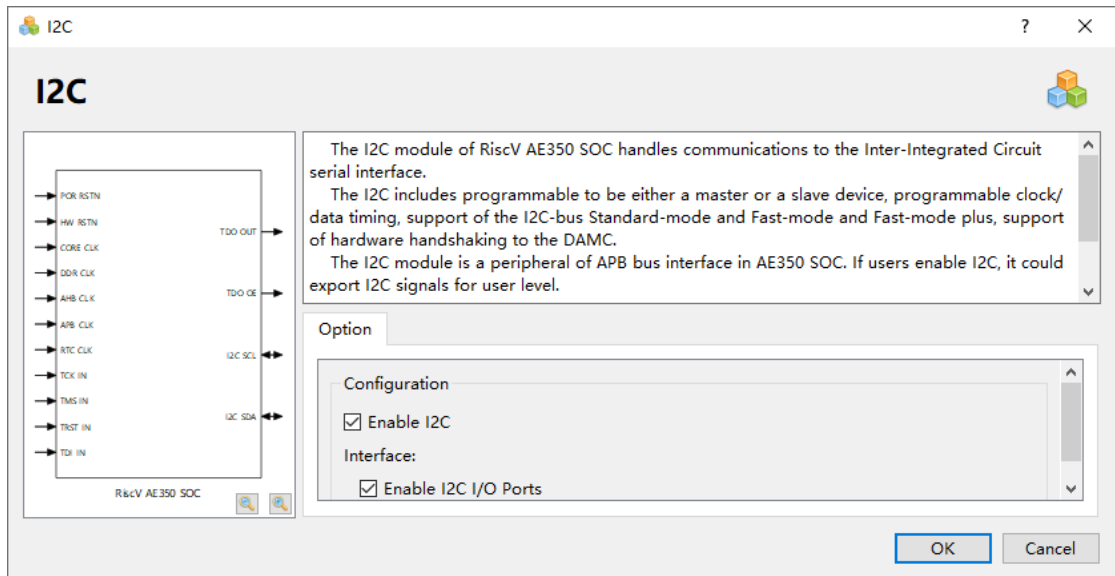 I2C
?
I2C
POR RSTN
HW RSTN
CORE CLK
DDR CLK
AHB CLK
APB CLK
RTC CLK
TCK IN
TMS IN
TRST IN
TDI IN
TDO OUT
TDO OE
I2C SCL
I2C SDA
RiscV AE350 SOC
The I2C module of RiscV AE350 SOC handles communications to the Inter-Integrated Circuit
serial interface.
The I2C includes programmable to be either a master or a slave device, programmable clock/
data timing, support of the I2C-bus Standard-mode and Fast-mode and Fast-mode plus, support
of hardware handshaking to the DAMC.
The I2C module is a peripheral of APB bus interface in AE350 SOC. If users enable I2C, it could
export I2C signals for user level.
Option
Configuration
Enable I2C
Interface:
Enable I2C I/O Ports
OK
Cancel